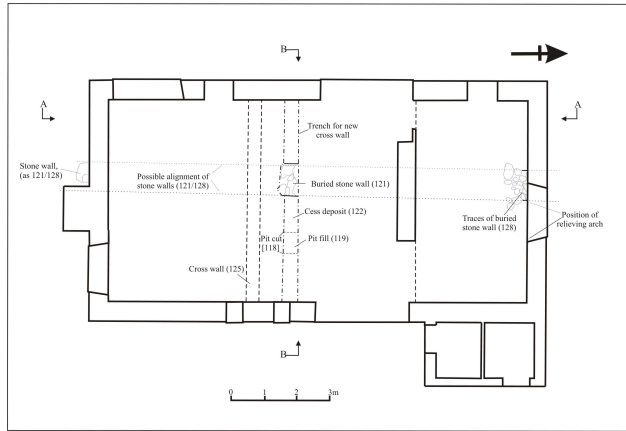 B
A
A
Trench for new
cross wall
Stone wall,
(as 121/128)
Possible alignment of
stone walls (121/128)
Buried stone wall (121)
Cess deposit (122)
Traces of buried
stone wall (128)
Position of
relieving arch
Pit cut
[118]
Pit fill (119)
Cross wall (125)
B
0 1 2 3m